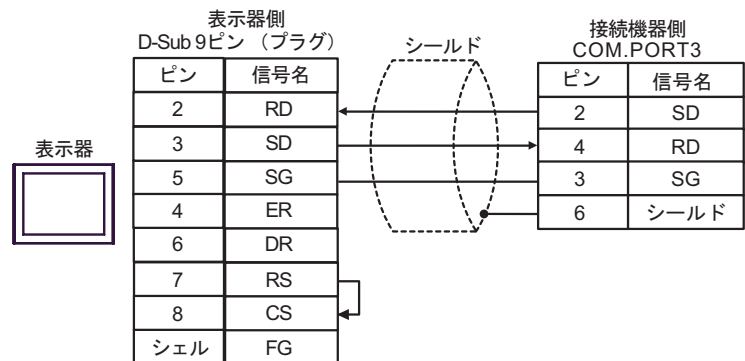 表示器側
D-Sub 9ピン （プラグ）
ピン 信号名
2 RD
3 SD
5 SG
4 ER
6 DR
7 RS
8 CS
シェル FG
表示器
シールド
接続機器側
COM.PORT3
ピン 信号名
2 SD
4 RD
3 SG
6 シールド